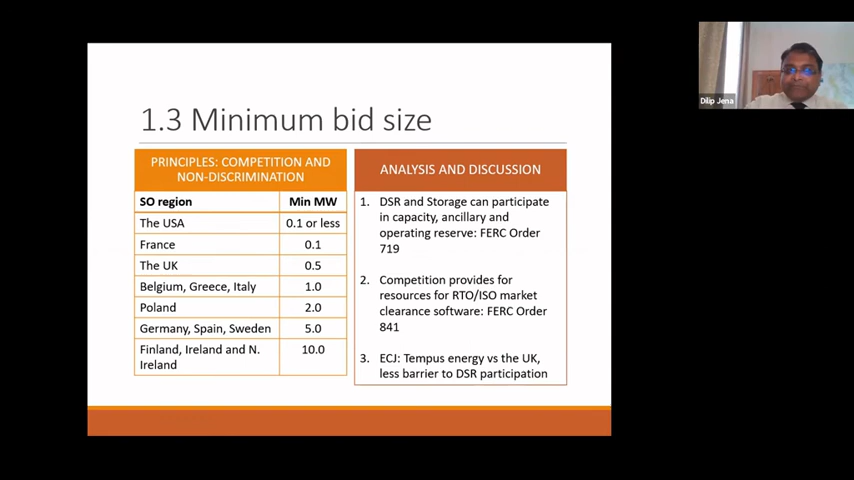 1.3 Minimum bid size
PRINCIPLES: COMPETITION AND
NON-DISCRIMINATION
SO region Min MW
The USA 0.1 or less
France 0.1
The UK 0.5
Belgium, Greece, Italy 1.0
Poland 2.0
Germany, Spain, Sweden 5.0
Finland, Ireland and N. 10.0
Ireland
ANALYSIS AND DISCUSSION
1. DSR and Storage can participate
in capacity, ancillary and
operating reserve: FERC Order
719
2. Competition provides for
resources for RTO/ISO market
clearance software: FERC Order
841
3. ECJ: Tempus energy vs the UK,
less barrier to DSR participation
Dilip Jena